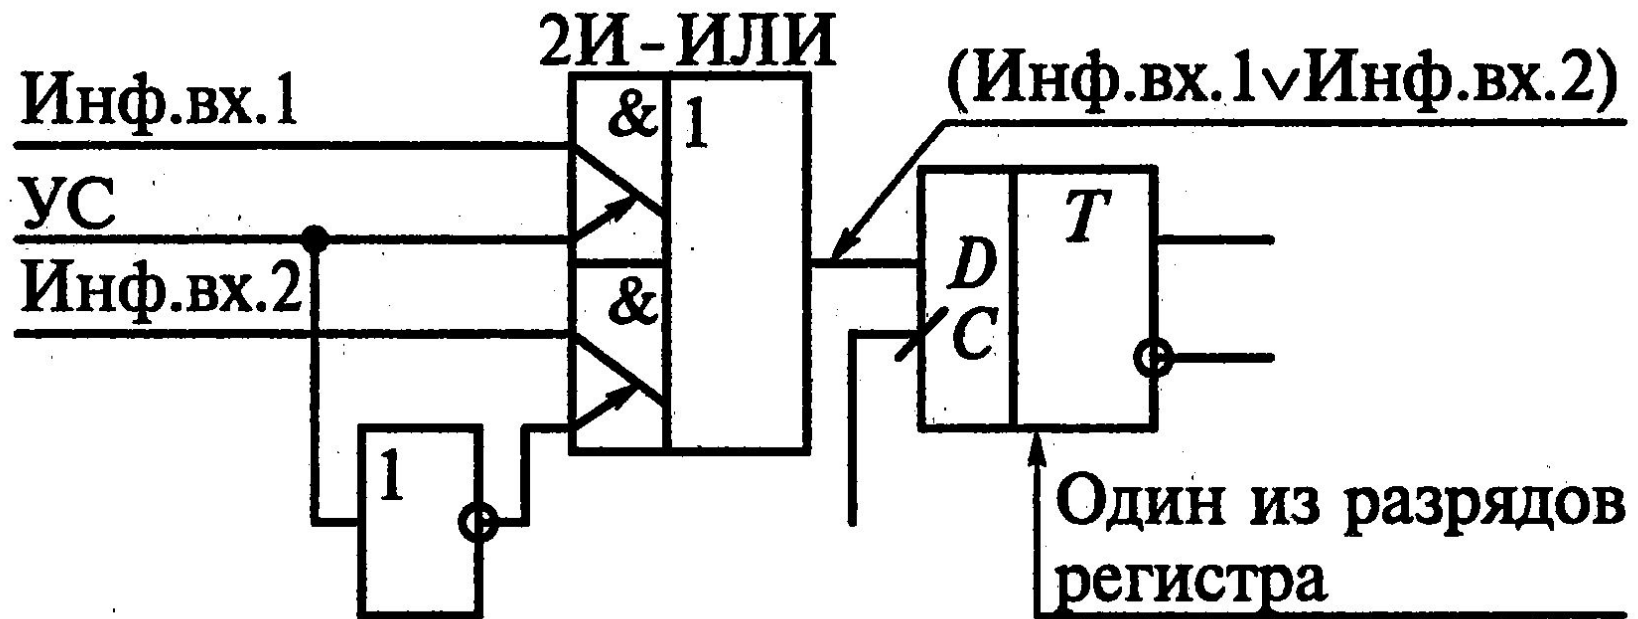 2И-ИЛИ
Инф.вх.1
& 1
(Инф.вх.1∨Инф.вх.2)
УС
T
D
Инф.вх.2
&
C
1
Один из разрядов
регистра